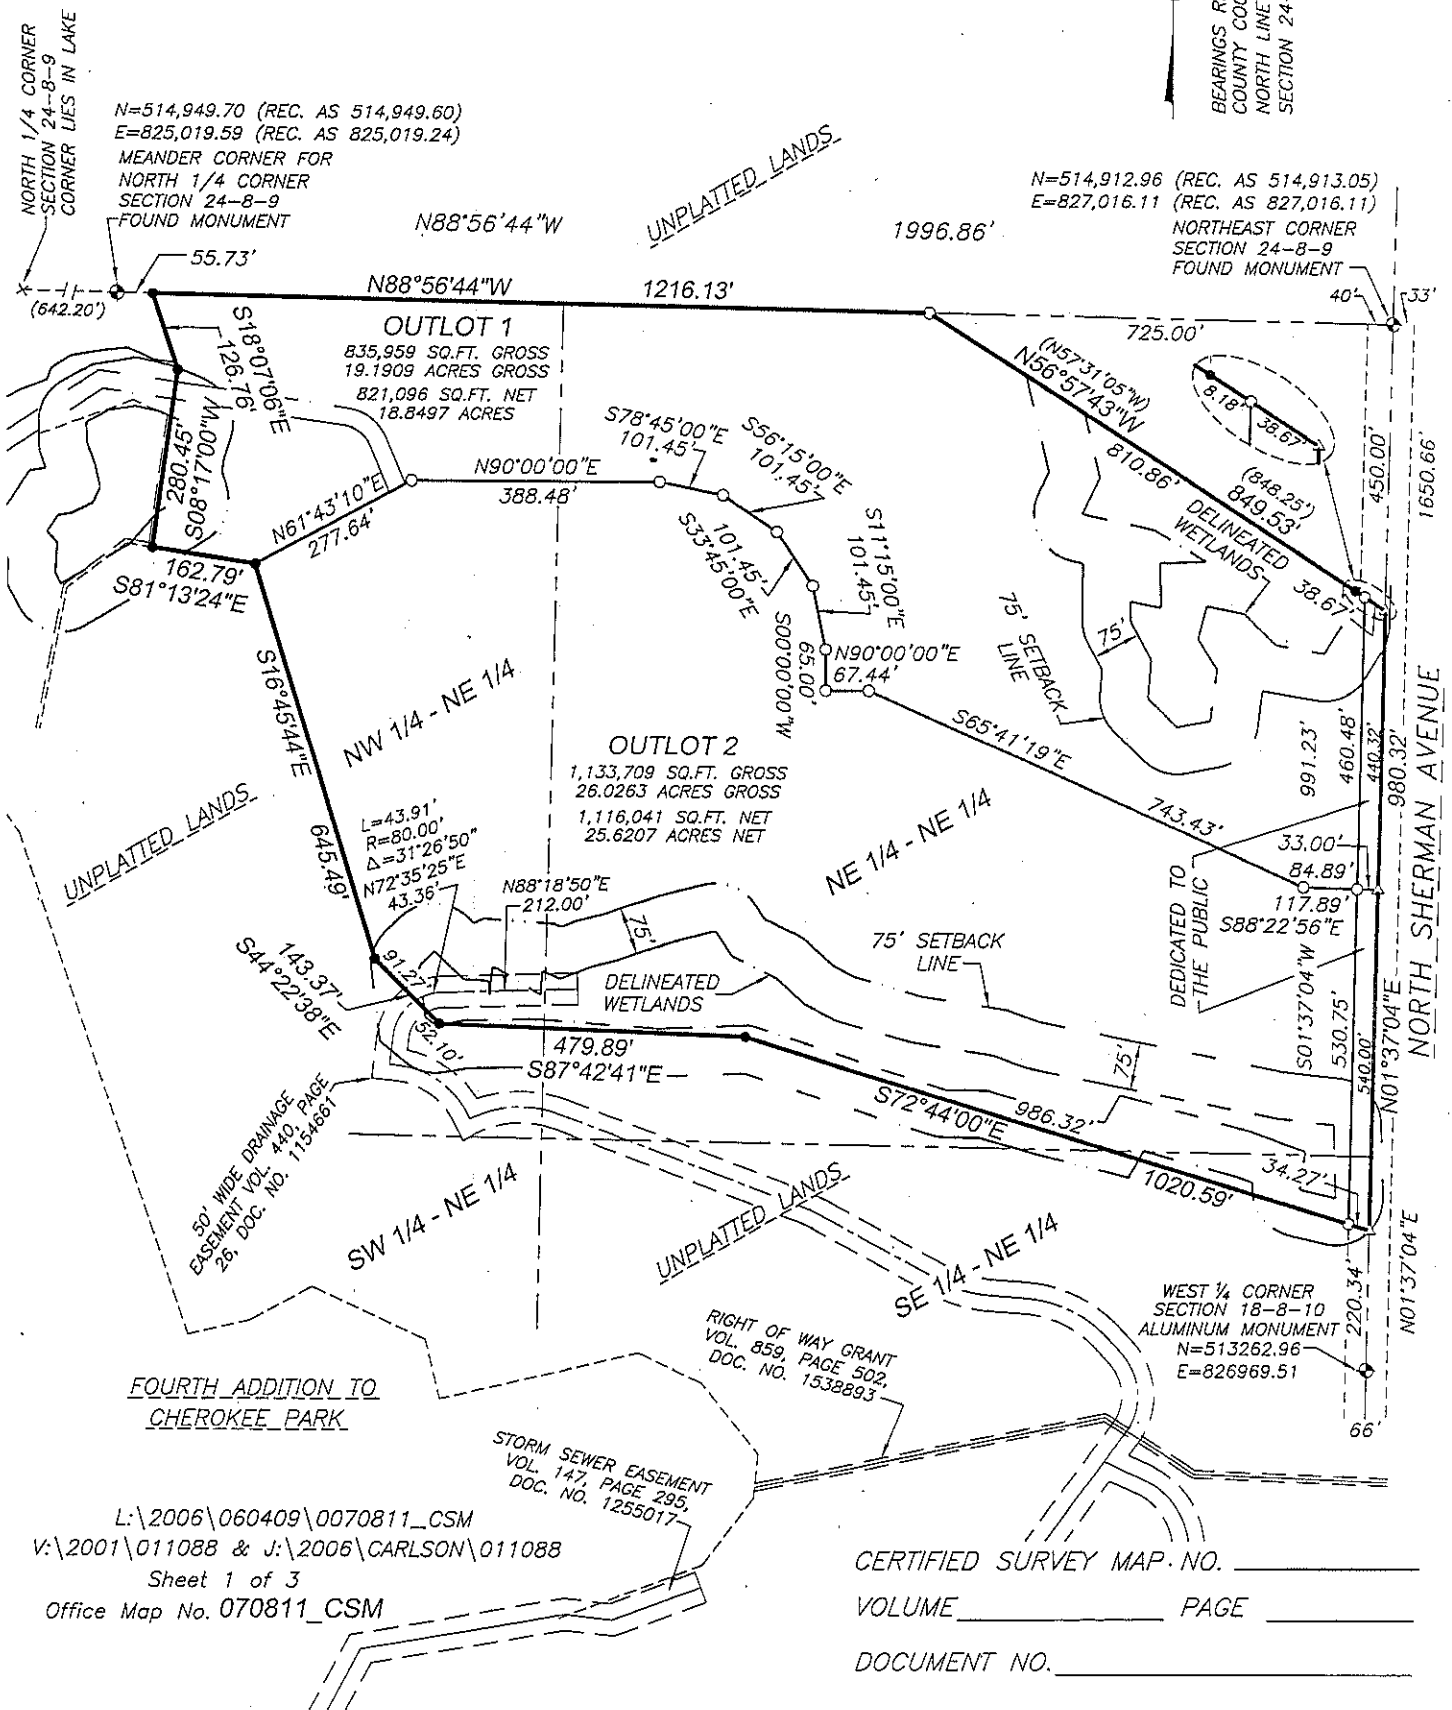 NORTH 1/4 CORNER
SECTION 24-8-9
CORNER LIES IN LAKE
N=514,949.70 (REC. AS 514,949.60)
E=825,019.59 (REC. AS 825,019.24)
MEANDER CORNER FOR
NORTH 1/4 CORNER
SECTION 24-8-9
FOUND MONUMENT
N88°56'44"W
1996.86'
UNPLATTED LANDS
BEARINGS
COUNTY
NORTH LINE
SECTION 24-
N=514,912.96 (REC. AS 514,913.05)
E=827,016.11 (REC. AS 827,016.11)
NORTHEAST CORNER
SECTION 24-8-9
FOUND MONUMENT
40'
33'
55.73'
(642.20')
N88°56'44"W
1216.13'
725.00'
OUTLOT 1
835,959 SQ.FT. GROSS
19.1909 ACRES GROSS
821,096 SQ.FT. NET
18.8497 ACRES
S18°07'06"E
126.76'
280.45'
S08°17'00"W
N61°43'10"E
277.64'
162.79'
S81°13'24"E
N90°00'00"E
388.48'
S78°45'00"E
101.45'
S56°15'00"E
101.45'
101.45'
S33°45'00"E
S11°15'00"E
101.45'
S00°00'00"W
65.00'
N90°00'00"E
67.44'
(N57°31'05"W)
N56°57'43"W
810.86'
(848.25')
849.53'
8.18'
38.67'
38.67'
DELINEATED
WETLANDS
450.00'
1650.66'
75' SETBACK
LINE
75'
S65°41'19"E
743.43'
991.23'
460.48'
440.32'
980.32'
NORTH SHERMAN AVENUE
33.00'
84.89'
117.89'
S88°22'56"E
DEDICATED TO
THE PUBLIC
S01°37'04"W
530.75'
540.00'
N01°37'04"E
S16°45'44"E
645.49'
NW 1/4 - NE 1/4
UNPLATTED LANDS
OUTLOT 2
1,133,709 SQ.FT. GROSS
26.0263 ACRES GROSS
1,116,041 SQ.FT. NET
25.6207 ACRES NET
NE 1/4 - NE 1/4
L=43.91'
R=80.00'
Δ=31°26'50"
N72°35'25"E
43.36'
N88°18'50"E
212.00'
75'
DELINEATED
WETLANDS
75' SETBACK
LINE
75'
143.37'
S44°22'38"E
91.27'
52.10'
479.89'
S87°42'41"E
S72°44'00"E
986.32'
1020.59'
34.27'
50' WIDE DRAINAGE
EASEMENT VOL. 440, PAGE
26, DOC. NO. 1154661
SW 1/4 - NE 1/4
UNPLATTED LANDS
SE 1/4 - NE 1/4
220.34'
N01°37'04"E
WEST ¼ CORNER
SECTION 18-8-10
ALUMINUM MONUMENT
N=513262.96
E=826969.51
66'
RIGHT OF WAY GRANT
VOL. 859, PAGE 502,
DOC. NO. 1538893
FOURTH ADDITION TO
CHEROKEE PARK
STORM SEWER EASEMENT
VOL. 147, PAGE 295,
DOC. NO. 1255017
L:\2006\060409\0070811_CSM
V:\2001\011088 & J:\2006\CARLSON\011088
Sheet 1 of 3
Office Map No. 070811_CSM
CERTIFIED SURVEY MAP NO.
VOLUME PAGE
DOCUMENT NO.